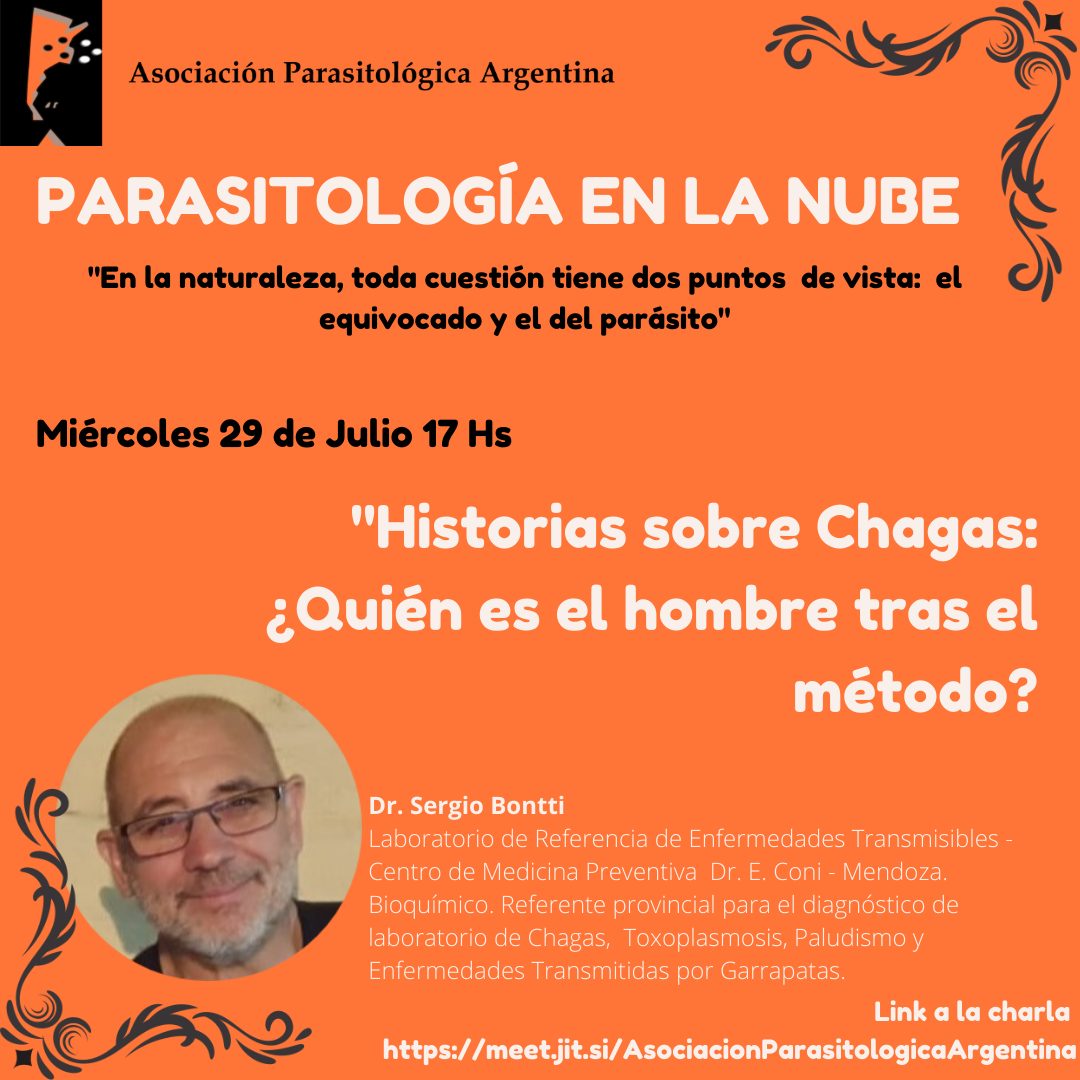 Asociación Parasitológica Argentina
PARASITOLOGÍA EN LA NUBE
"En la naturaleza, toda cuestión tiene dos puntos  de vista:  el
equivocado y el del parásito"
Miércoles 29 de Julio 17 Hs
"Historias sobre Chagas:
¿Quién es el hombre tras el
método?
Dr. Sergio Bontti
Laboratorio de Referencia de Enfermedades Transmisibles -
Centro de Medicina Preventiva  Dr. E. Coni - Mendoza.
Bioquímico. Referente provincial para el diagnóstico de
laboratorio de Chagas,  Toxoplasmosis, Paludismo y
Enfermedades Transmitidas por Garrapatas.
Link a la charla
https://meet.jit.si/AsociacionParasitologicaArgentina